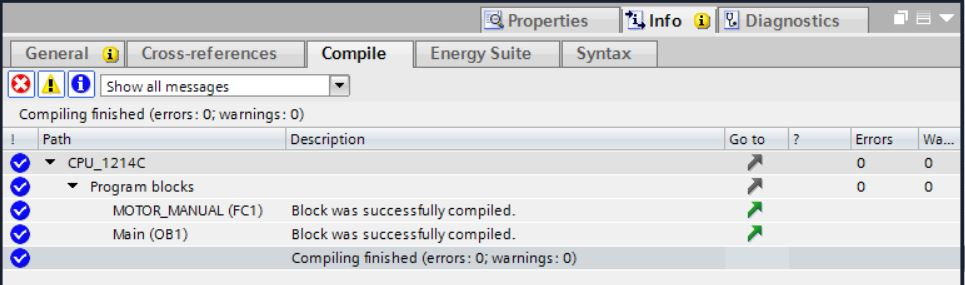 Properties Info Diagnostics
General Cross-references Compile Energy Suite Syntax
Show all messages
Compiling finished (errors: 0; warnings: 0)
! Path Description Go to ? Errors Wa...
CPU_1214C 0 0
Program blocks 0 0
MOTOR_MANUAL (FC1) Block was successfully compiled.
Main (OB1) Block was successfully compiled.
Compiling finished (errors: 0; warnings: 0)